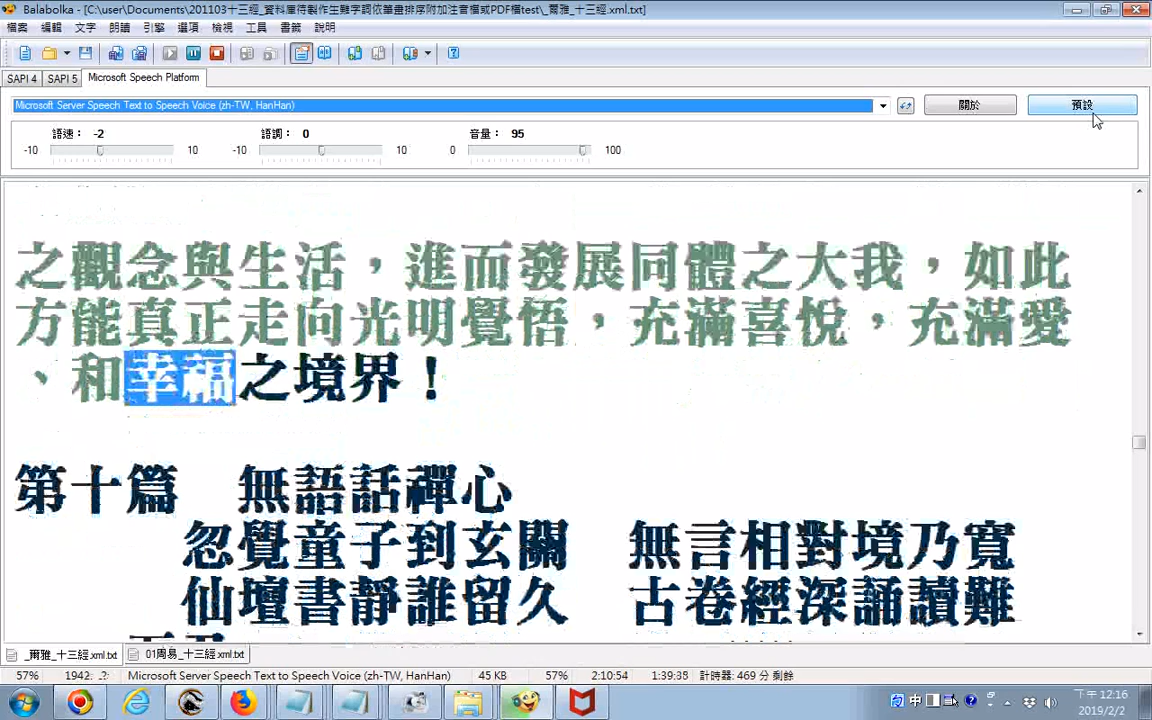 Balabolka - [C:\user\Documents\201103十三經_資料庫待製作生難字詞依筆畫排序附加注音檔或PDF檔test\_爾雅_十三經.xml.txt]
檔案 編輯 文字 朗讀 引擎 選項 檢視 工具 書籤 說明
SAPI 4 SAPI 5 Microsoft Speech Platform
Microsoft Server Speech Text to Speech Voice (zh-TW, HanHan) 關於 預設
語速： -2 語調： 0 音量： 95
-10 10 -10 10 0 100
之觀念與生活，進而發展同體之大我，如此
方能真正走向光明覺悟，充滿喜悅，充滿愛
、和幸福之境界！
第十篇　無語話禪心
忽覺童子到玄關　無言相對境乃寬
仙壇書靜誰留久　古卷經深誦讀難
_爾雅_十三經.xml.txt 01周易_十三經.xml.txt
57% Microsoft Server Speech Text to Speech Voice (zh-TW, HanHan) 45 KB 57% 2:10:54 1:39:38 計時器: 469 分 剩餘
中 下午 12:16
2019/2/2